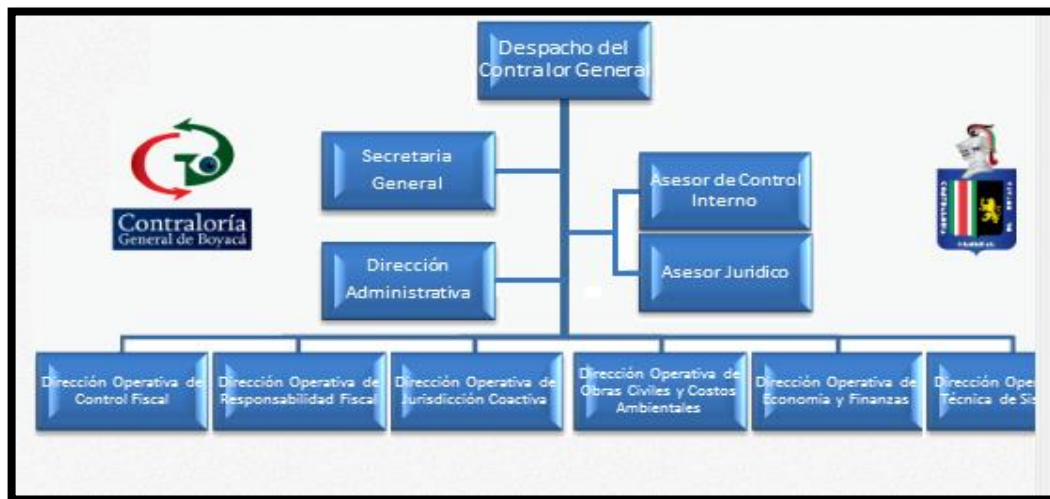 Despacho del
Contralor General
Secretaria
General
Asesor de Control
Interno
Contraloría
General de Boyacá
Dirección
Administrativa
Asesor Juridico
Dirección Operativa de
Control Fiscal
Dirección Operativa de
Responsabilidad Fiscal
Dirección Operativa de
Jurisdicción Coactiva
Dirección Operativa de
Obras Civiles y Costos
Ambientales
Dirección Operativa de
Economía y Finanzas
Dirección Oper
Técnica de Sis